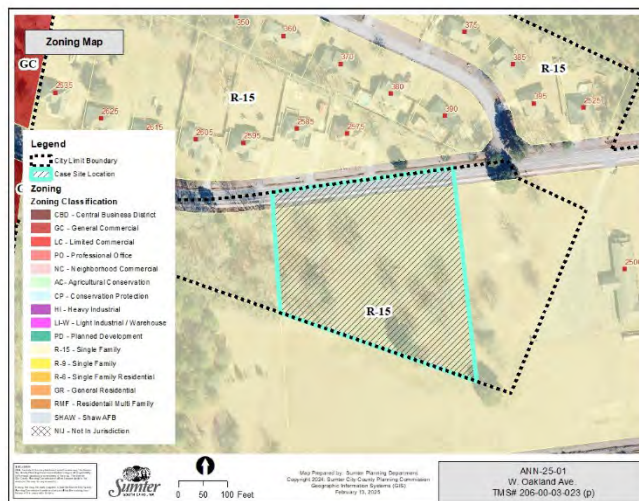 Zoning Map
350
360
370
380
390
375
385
395
2525
R-15
R-15
GC
2635
2625
2615
2605
2595
2585
2575
Legend
City Limit Boundary
Case Site Location
Zoning
Zoning Classification
CBD - Central Business District
GC - General Commercial
LC - Limited Commercial
PO - Professional Office
NC - Neighborhood Commercial
AC - Agricultural Conservation
CP - Conservation Protection
HI - Heavy Industrial
LI-W - Light Industrial / Warehouse
PD - Planned Development
R-15 - Single Family
R-9 - Single Family
R-6 - Single Family Residential
GR - General Residential
RMF - Residentail Multi Family
SHAW - Shaw AFB
NIJ - Not In Jurisdiction
R-15
Sumter
SOUTH CAROLINA
0 50 100 Feet
Map Prepared by: Sumter Planning Department
Copyright 2024, Sumter City County Planning Commission
Geographic Information Systems (GIS)
February 13, 2025
ANN-25-01
W. Oakland Ave.
TMS# 206-00-03-023 (p)